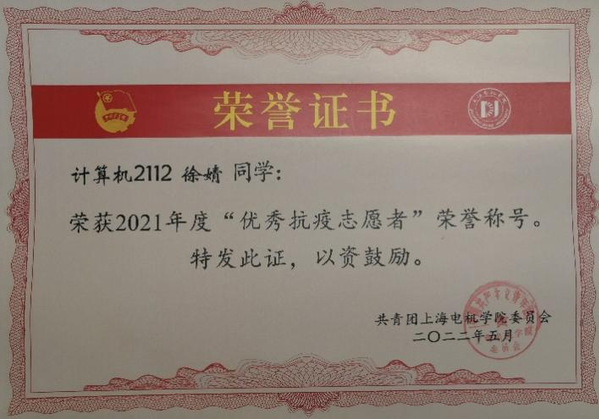 荣誉证书
计算机2112 徐婧 同学：
荣获2021年度“优秀抗疫志愿者”荣誉称号。
特发此证，以资鼓励。
共青团上海电机学院委员会
二〇二二年五月